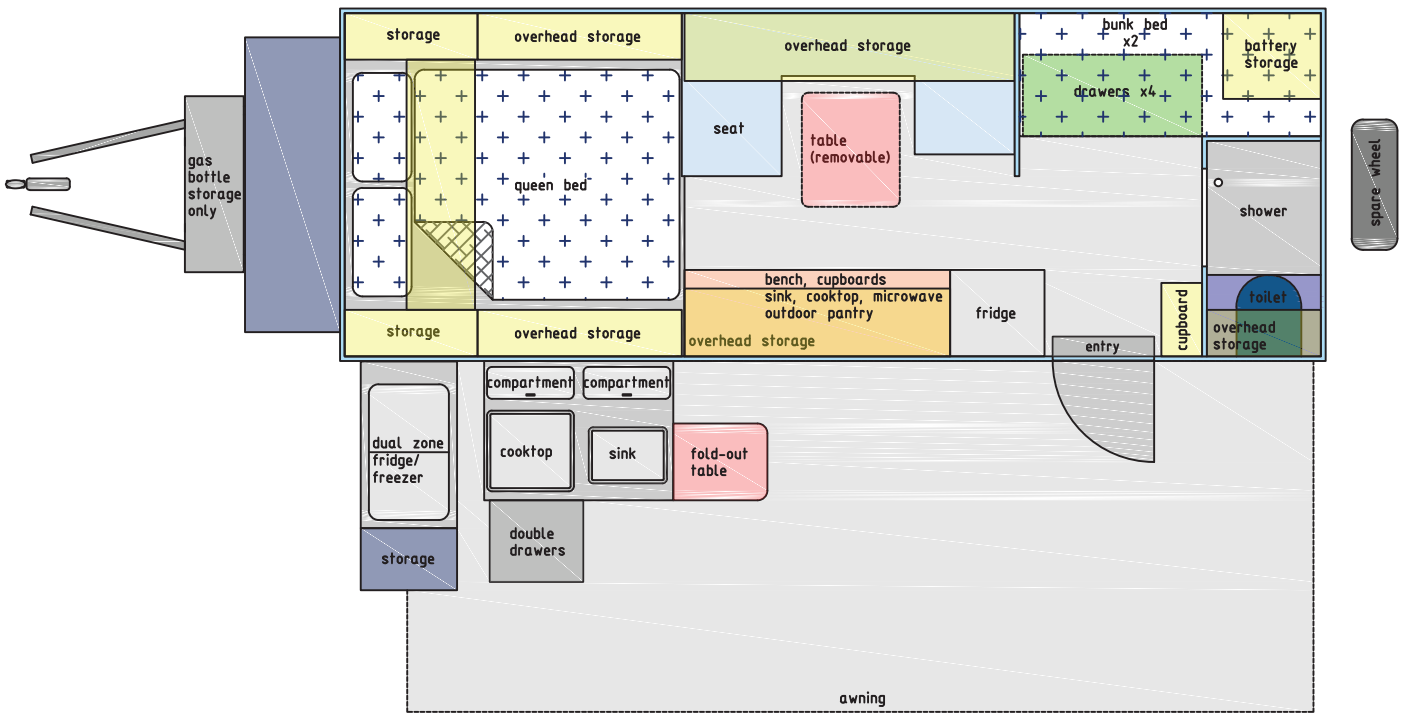 storage
overhead storage
overhead storage
bunk bed
x2
battery
storage
drawers x4
seat
table
(removable)
gas
bottle
storage
only
queen bed
shower
spare wheel
bench, cupboards
sink, cooktop, microwave
outdoor pantry
overhead storage
fridge
cupboard
toilet
overhead
storage
storage
overhead storage
entry
compartment
compartment
dual zone
fridge/
freezer
cooktop
sink
fold-out
table
double
drawers
storage
awning